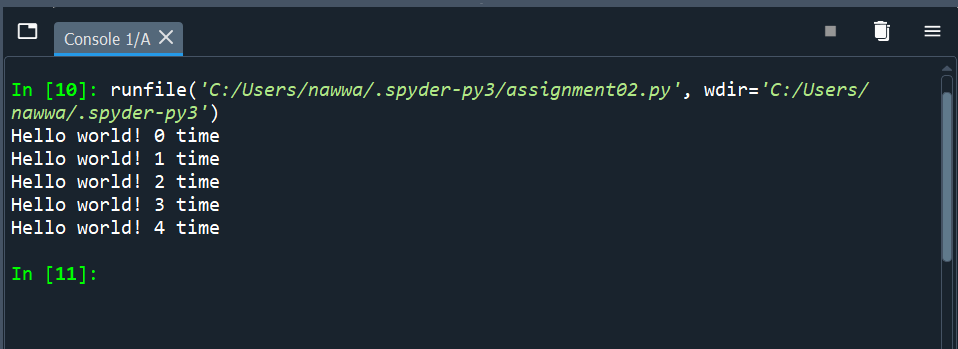 Console 1/A
In [10]: runfile('C:/Users/nawwa/.spyder-py3/assignment02.py', wdir='C:/Users/
nawwa/.spyder-py3')
Hello world! 0 time
Hello world! 1 time
Hello world! 2 time
Hello world! 3 time
Hello world! 4 time
In [11]: